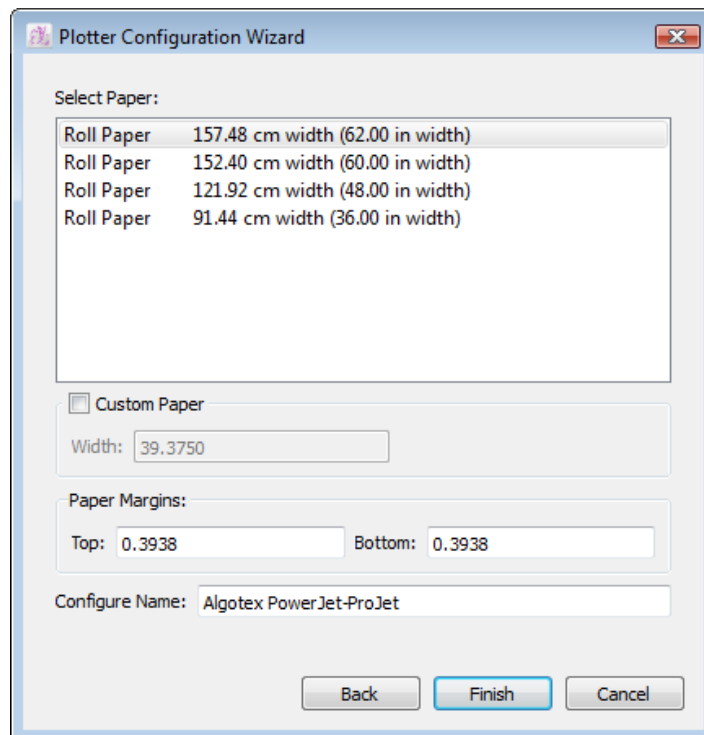 Plotter Configuration Wizard
Select Paper:
Roll Paper 157.48 cm width (62.00 in width)
Roll Paper 152.40 cm width (60.00 in width)
Roll Paper 121.92 cm width (48.00 in width)
Roll Paper 91.44 cm width (36.00 in width)
Custom Paper
Width: 39.3750
Paper Margins:
Top: 0.3938 Bottom: 0.3938
Configure Name: Algotex PowerJet-ProJet
Back Finish Cancel